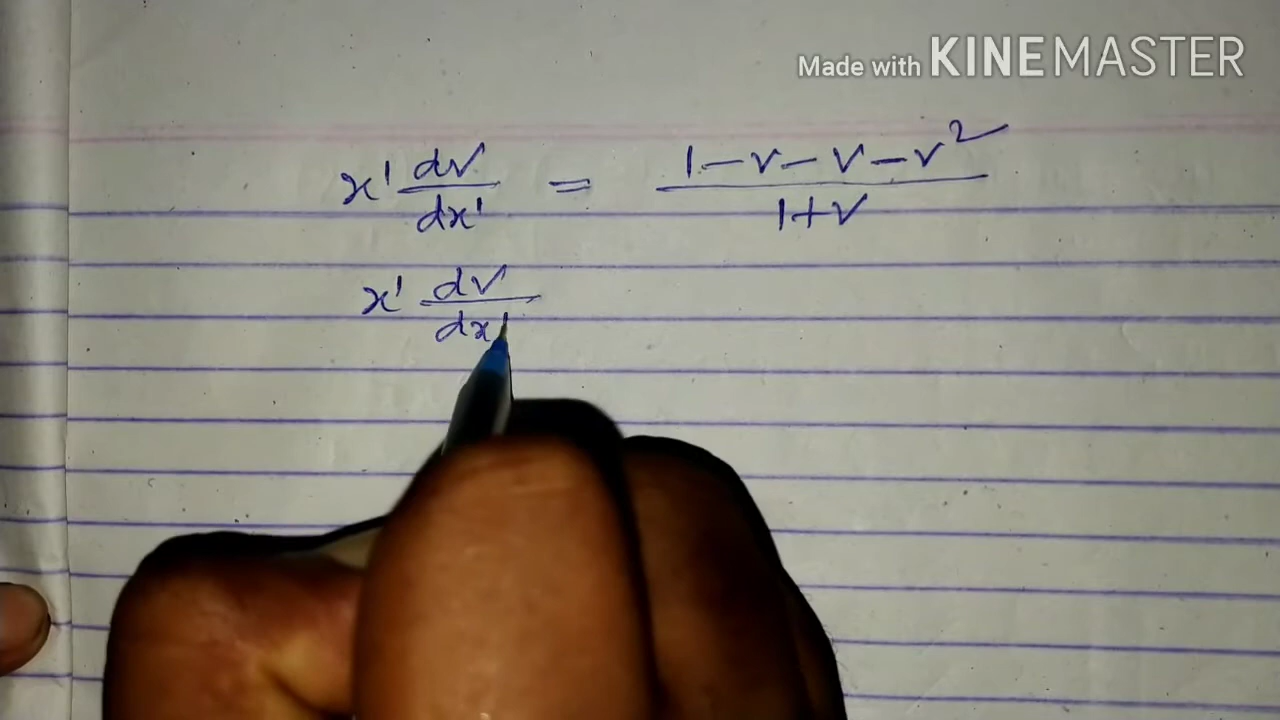 Made with KINEMASTER
x' dv/dx' = 1-v-v-v²/1+v
x' dv/dx'